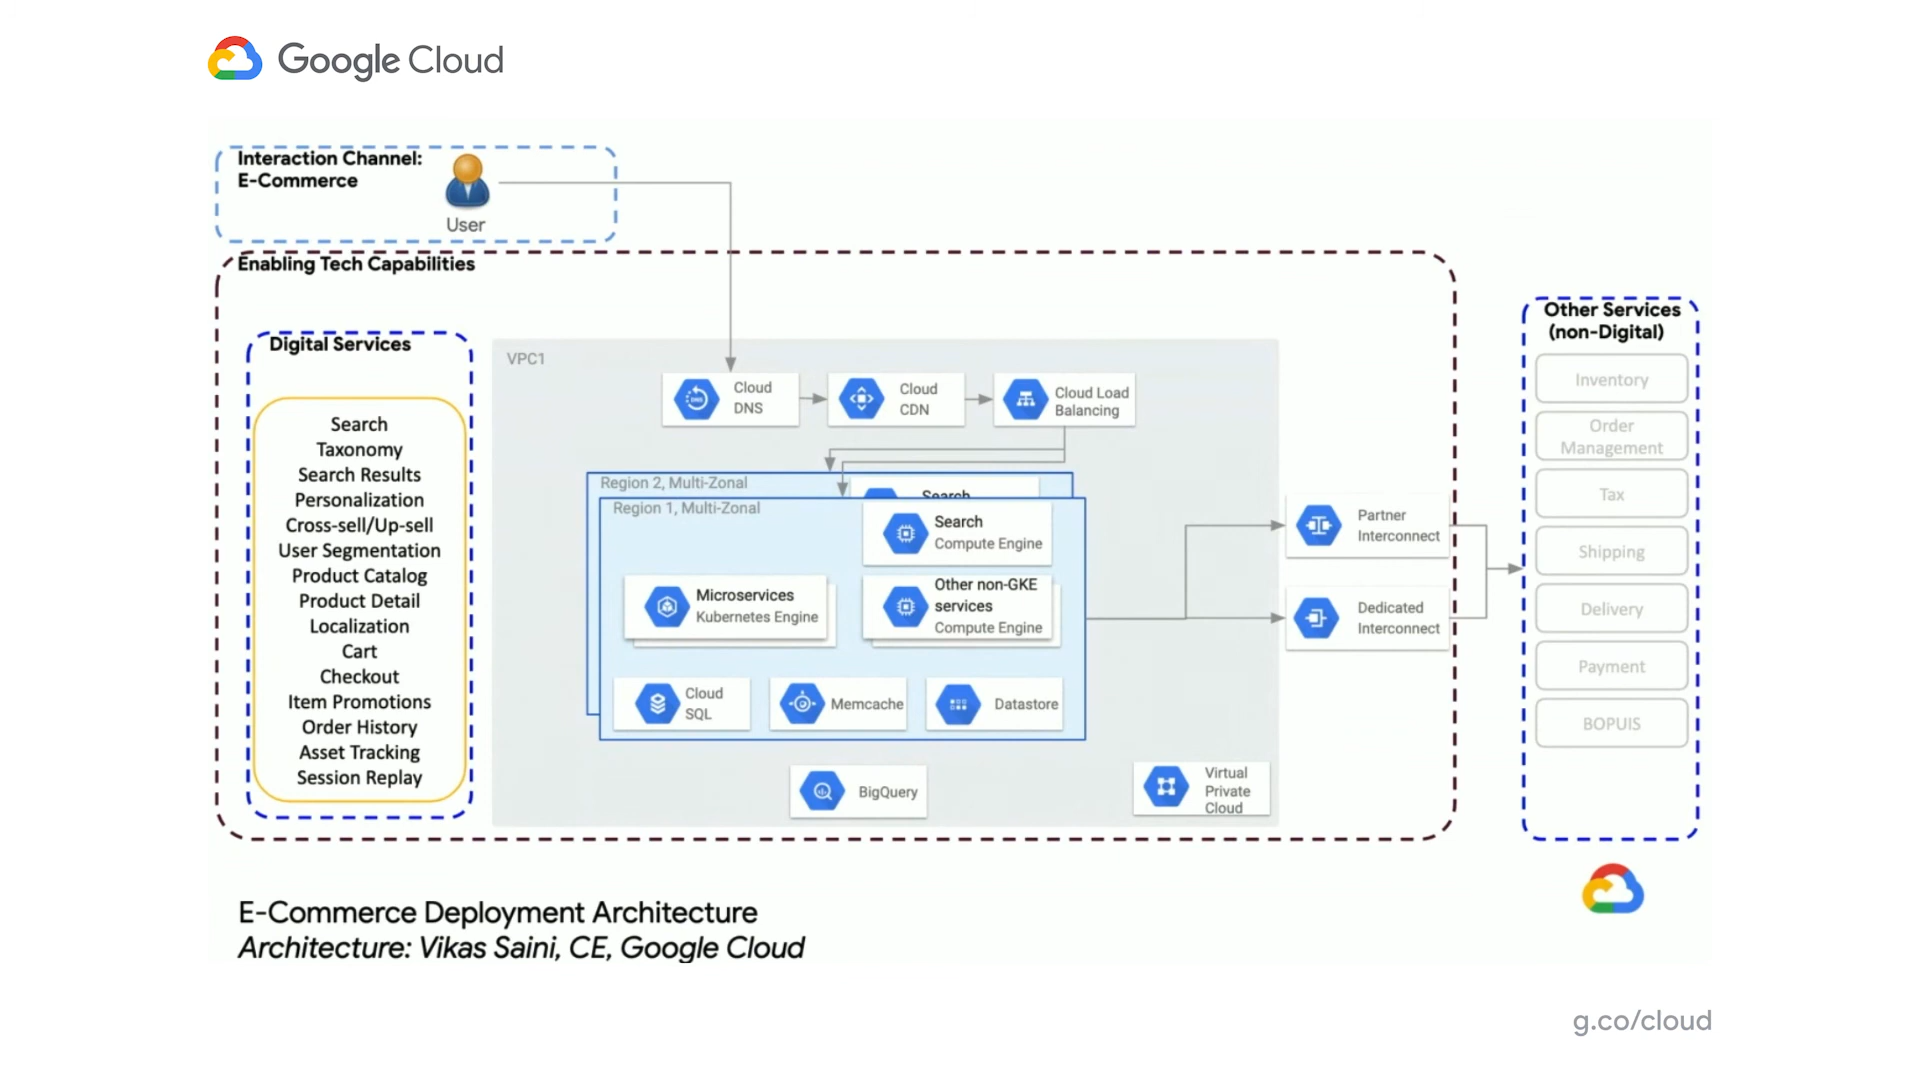 Google Cloud
Interaction Channel:
E-Commerce
User
Enabling Tech Capabilities
Digital Services
Search
Taxonomy
Search Results
Personalization
Cross-sell/Up-sell
User Segmentation
Product Catalog
Product Detail
Localization
Cart
Checkout
Item Promotions
Order History
Asset Tracking
Session Replay
VPC1
Cloud
DNS
Cloud
CDN
Cloud Load
Balancing
Region 2, Multi-Zonal
Search
Region 1, Multi-Zonal
Search
Compute Engine
Microservices
Kubernetes Engine
Other non-GKE
services
Compute Engine
Cloud
SQL
Memcache
Datastore
BigQuery
Virtual
Private
Cloud
Partner
Interconnect
Dedicated
Interconnect
Other Services
(non-Digital)
Inventory
Order
Management
Tax
Shipping
Delivery
Payment
BOPUIS
E-Commerce Deployment Architecture
Architecture: Vikas Saini, CE, Google Cloud
g.co/cloud